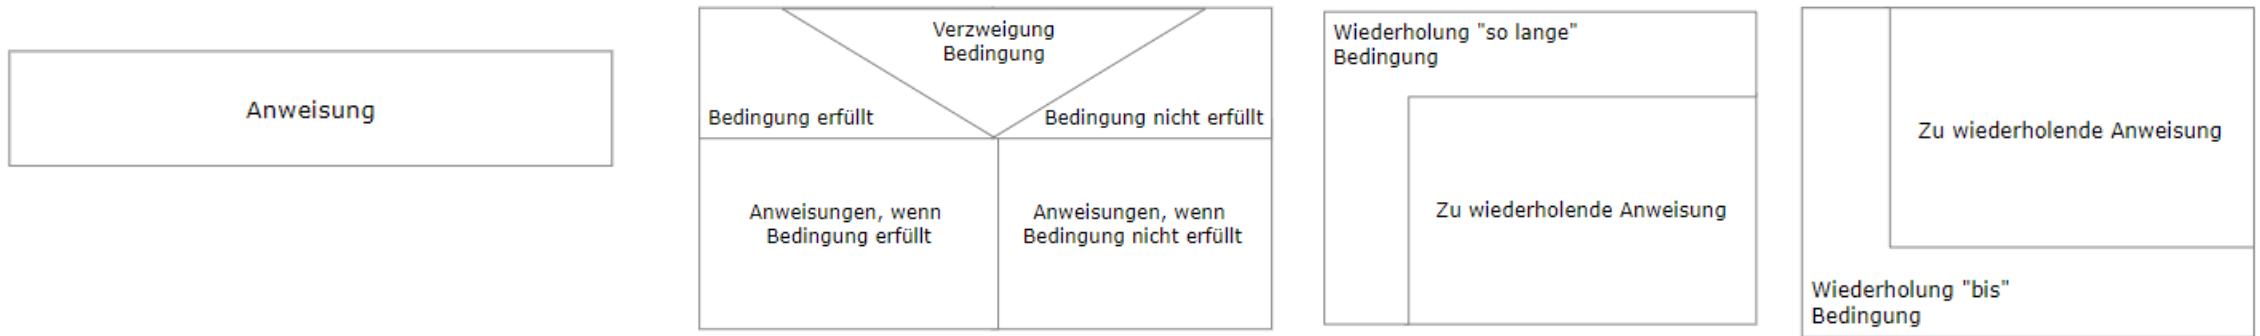 Anweisung
Verzweigung
Bedingung
Bedingung erfüllt
Bedingung nicht erfüllt
Anweisungen, wenn
Bedingung erfüllt
Anweisungen, wenn
Bedingung nicht erfüllt
Wiederholung "so lange"
Bedingung
Zu wiederholende Anweisung
Zu wiederholende Anweisung
Wiederholung "bis"
Bedingung